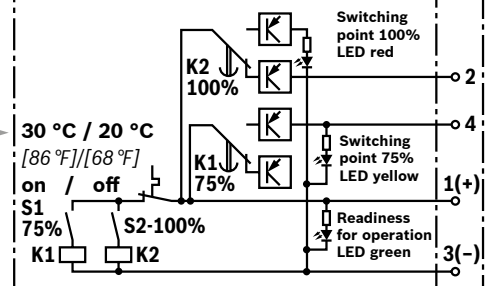 Switching
point 100%
LED red
K2
100%
2
4
30 °C / 20 °C
[86 °F]/[68 °F]
on / off
K1
75%
Switching
point 75%
LED yellow
1(+)
S1
75%
S2-100%
Readiness
for operation
LED green
K1
K2
3(–)